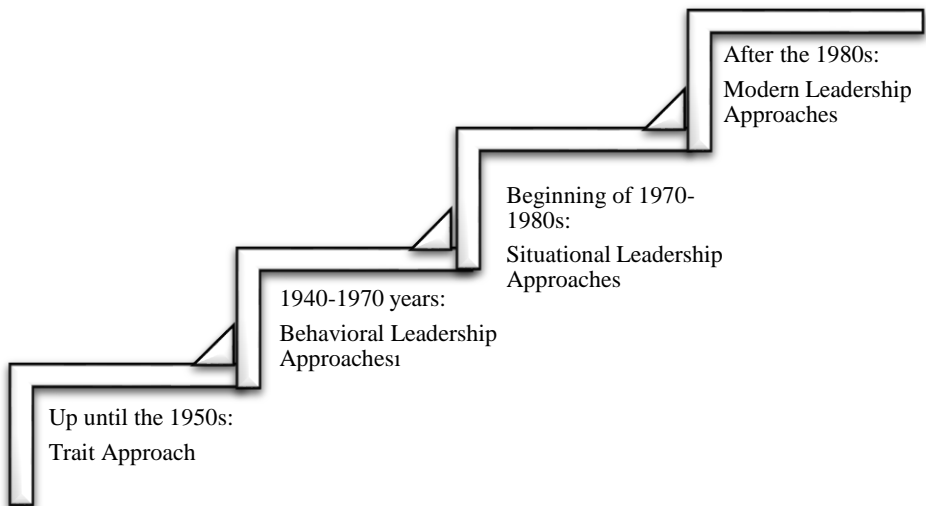 After the 1980s:
Modern Leadership
Approaches
Beginning of 1970-
1980s:
Situational Leadership
Approaches
1940-1970 years:
Behavioral Leadership
Approachesı
Up until the 1950s:
Trait Approach